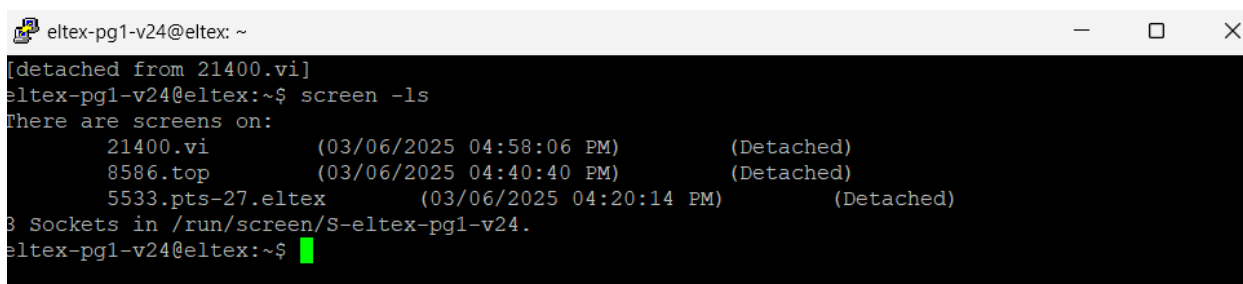 eltex-pg1-v24@eltex: ~
[detached from 21400.vi]
eltex-pg1-v24@eltex:~$ screen -ls
There are screens on:
21400.vi (03/06/2025 04:58:06 PM) (Detached)
8586.top (03/06/2025 04:40:40 PM) (Detached)
5533.pts-27.eltex (03/06/2025 04:20:14 PM) (Detached)
3 Sockets in /run/screen/S-eltex-pg1-v24.
eltex-pg1-v24@eltex:~$